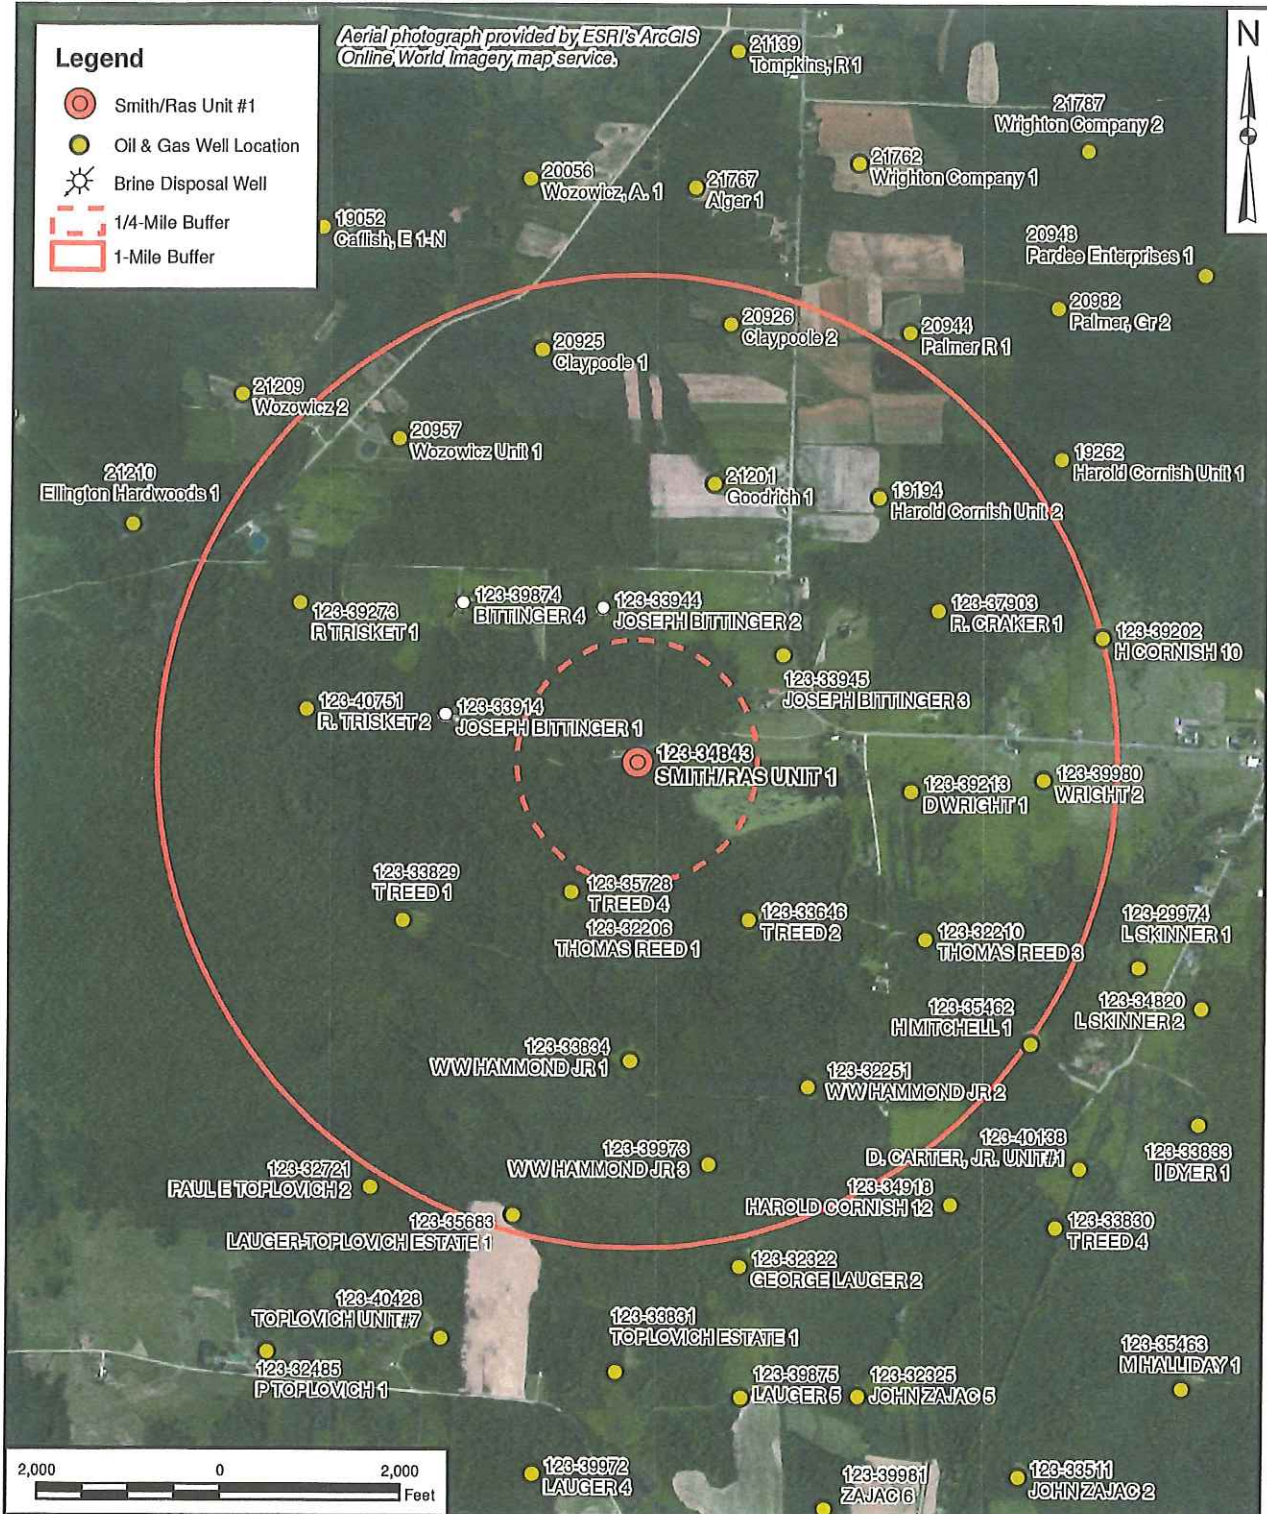 Legend
Smith/Ras Unit #1
Oil & Gas Well Location
Brine Disposal Well
1/4-Mile Buffer
1-Mile Buffer
Aerial photograph provided by ESRI's ArcGIS
Online World Imagery map service.
N
21139
Tompkins, R 1
21787
Wrighton Company 2
20056
Wozowicz, A. 1
21767
Alger 1
21762
Wrighton Company 1
19052
Caflish, E 1-N
20948
Pardee Enterprises 1
20982
Palmer, Gr 2
20926
Claypoole 2
20944
Palmer R 1
20925
Claypoole 1
21209
Wozowicz 2
20957
Wozowicz Unit 1
21210
Ellington Hardwoods 1
21201
Goodrich 1
19194
Harold Cornish Unit 2
19262
Harold Cornish Unit 1
123-39273
R TRISKET 1
123-39874
BITTINGER 4
123-33944
JOSEPH BITTINGER 2
123-37903
R. CRAKER 1
123-39202
H CORNISH 10
123-33945
JOSEPH BITTINGER 3
123-40751
R. TRISKET 2
123-33914
JOSEPH BITTINGER 1
123-34843
SMITH/RAS UNIT 1
123-39213
D WRIGHT 1
123-39980
WRIGHT 2
123-33829
T REED 1
123-35728
T REED 4
123-32206
THOMAS REED 1
123-33646
T REED 2
123-32210
THOMAS REED 3
123-29974
L SKINNER 1
123-34820
L SKINNER 2
123-35462
H MITCHELL 1
123-33834
W W HAMMOND JR 1
123-32251
W W HAMMOND JR 2
123-39973
W W HAMMOND JR 3
123-40138
D. CARTER, JR. UNIT#1
123-33833
I DYER 1
123-32721
PAUL E TOPLOVICH 2
123-34918
HAROLD CORNISH 12
123-35683
LAUGER-TOPLOVICH ESTATE 1
123-33830
T REED 4
123-32322
GEORGE LAUGER 2
123-40428
TOPLOVICH UNIT#7
123-33831
TOPLOVICH ESTATE 1
123-32485
P TOPLOVICH 1
123-39875
LAUGER 5
123-32325
JOHN ZAJAC 5
123-35463
M HALLIDAY 1
123-39972
LAUGER 4
123-39981
ZAJAC 6
123-33511
JOHN ZAJAC 2
2,000 0 2,000
Feet